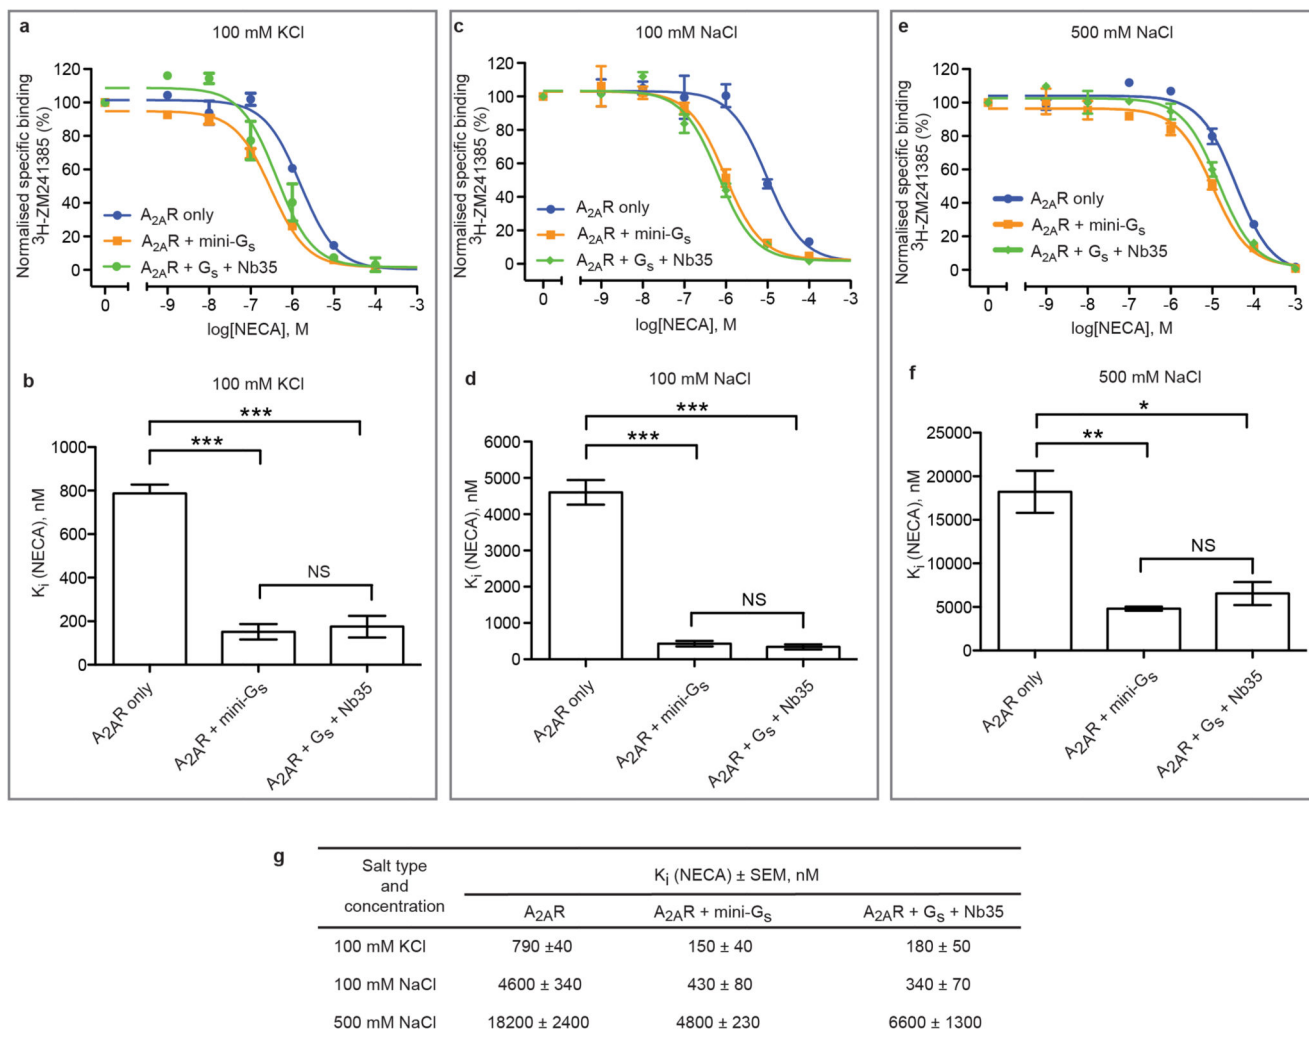 a
100 mM KCl
Normalised specific binding
³H-ZM241385 (%)
120
100
80
60
40
20
0
A2AR only
A2AR + mini-Gs
A2AR + Gs + Nb35
0 -9 -8 -7 -6 -5 -4 -3
log[NECA], M
b
100 mM KCl
***
***
NS
Ki (NECA), nM
1000
800
600
400
200
0
A2AR only
A2AR + mini-Gs
A2AR + Gs + Nb35
c
100 mM NaCl
Normalised specific binding
³H-ZM241385 (%)
120
100
80
60
40
20
0
A2AR only
A2AR + mini-Gs
A2AR + Gs + Nb35
0 -9 -8 -7 -6 -5 -4 -3
log[NECA], M
d
100 mM NaCl
***
***
NS
Ki (NECA), nM
6000
5000
4000
3000
2000
1000
0
A2AR only
A2AR + mini-Gs
A2AR + Gs + Nb35
e
500 mM NaCl
Normalised specific binding
³H-ZM241385 (%)
120
100
80
60
40
20
0
A2AR only
A2AR + mini-Gs
A2AR + Gs + Nb35
0 -9 -8 -7 -6 -5 -4 -3
log[NECA], M
f
500 mM NaCl
*
**
NS
Ki (NECA), nM
25000
20000
15000
10000
5000
0
A2AR only
A2AR + mini-Gs
A2AR + Gs + Nb35
g
Salt type
and
concentration
Ki (NECA) ± SEM, nM
A2AR A2AR + mini-Gs A2AR + Gs + Nb35
100 mM KCl 790 ±40 150 ± 40 180 ± 50
100 mM NaCl 4600 ± 340 430 ± 80 340 ± 70
500 mM NaCl 18200 ± 2400 4800 ± 230 6600 ± 1300